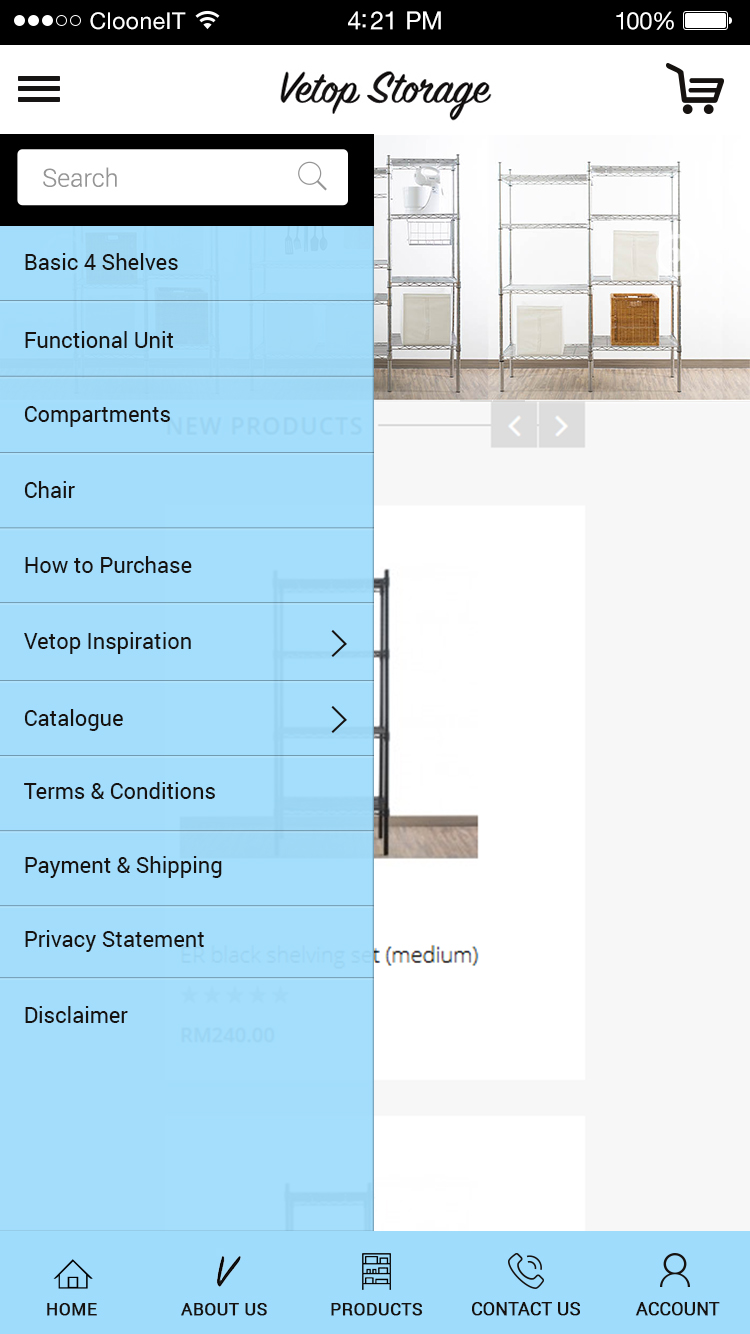 ClooneIT 4:21 PM 100%
Vetop Storage
Search
Basic 4 Shelves
Functional Unit
Compartments
NEW PRODUCTS
Chair
How to Purchase
Vetop Inspiration
Catalogue
Terms & Conditions
Payment & Shipping
Privacy Statement
ER black shelving set (medium)
Disclaimer
RM240.00
HOME ABOUT US PRODUCTS CONTACT US ACCOUNT